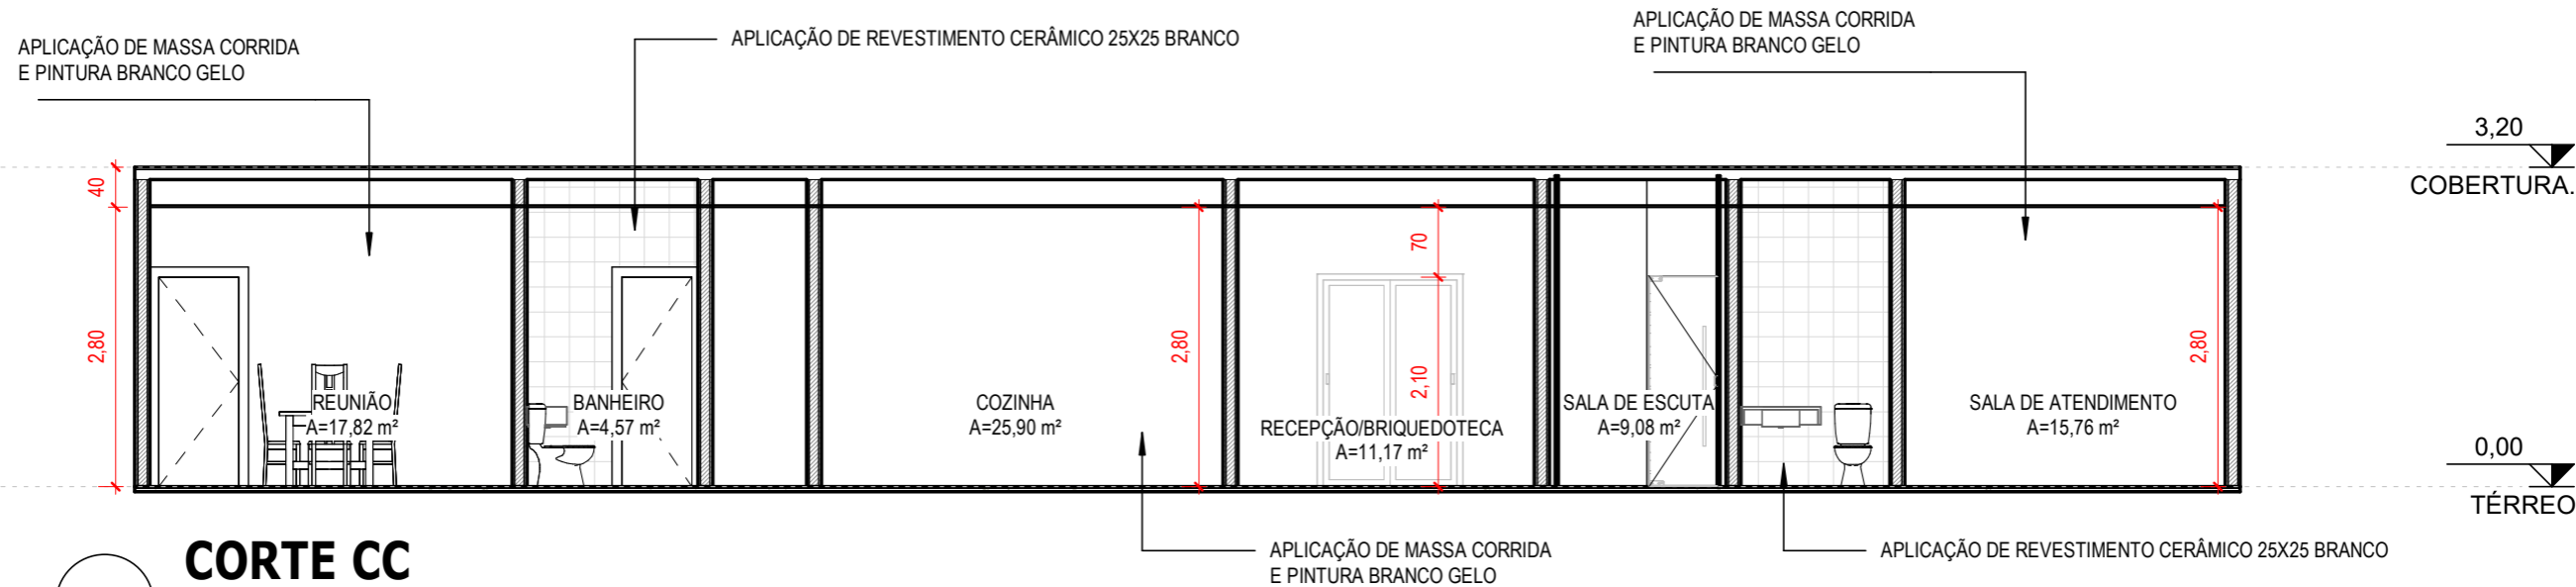 APLICAÇÃO DE MASSA CORRIDA
E PINTURA BRANCO GELO
APLICAÇÃO DE REVESTIMENTO CERÂMICO 25X25 BRANCO
APLICAÇÃO DE MASSA CORRIDA
E PINTURA BRANCO GELO
3,20
COBERTURA.
40
2,80
70
2,10
2,80
2,80
REUNIÃO
A=17,82 m²
BANHEIRO
A=4,57 m²
COZINHA
A=25,90 m²
RECEPÇÃO/BRIQUEDOTECA
A=11,17 m²
SALA DE ESCUTA
A=9,08 m²
SALA DE ATENDIMENTO
A=15,76 m²
0,00
TÉRREO
APLICAÇÃO DE MASSA CORRIDA
E PINTURA BRANCO GELO
APLICAÇÃO DE REVESTIMENTO CERÂMICO 25X25 BRANCO
CORTE CC